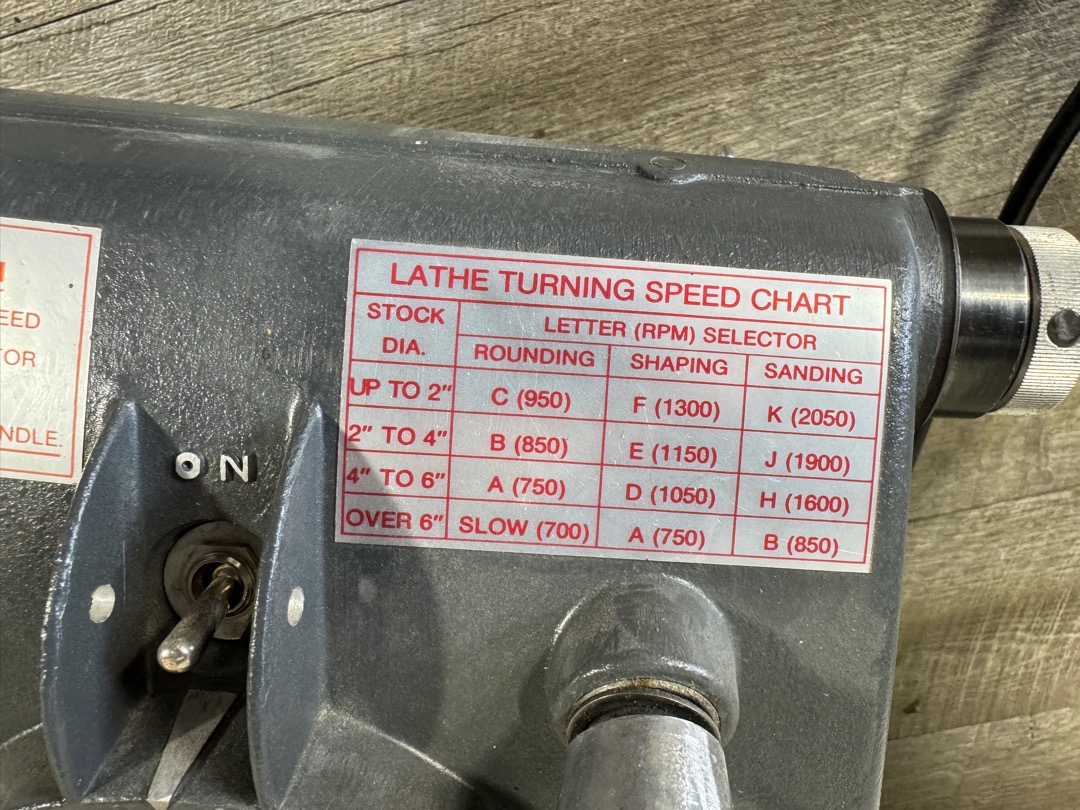 EED
TOR
NDLE.
ON
LATHE TURNING SPEED CHART
STOCK DIA.
LETTER (RPM) SELECTOR
ROUNDING SHAPING SANDING
UP TO 2" C (950) F (1300) K (2050)
2" TO 4" B (850) E (1150) J (1900)
4" TO 6" A (750) D (1050) H (1600)
OVER 6" SLOW (700) A (750) B (850)